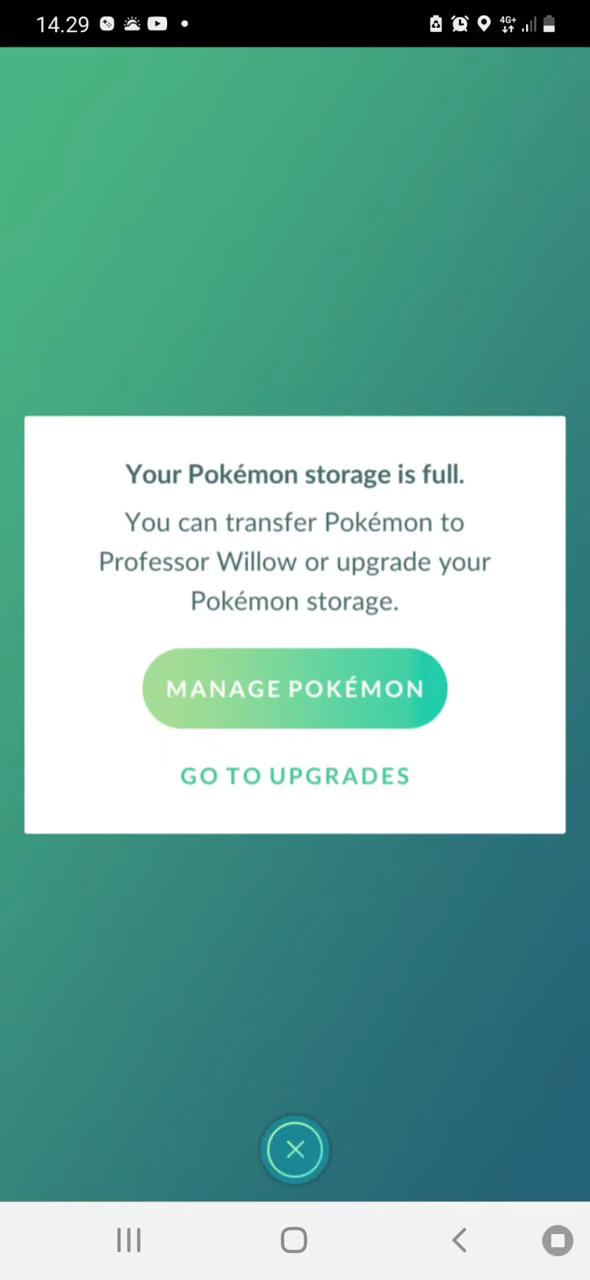 14.29
4G+
Your Pokémon storage is full.
You can transfer Pokémon to
Professor Willow or upgrade your
Pokémon storage.
MANAGE POKÉMON
GO TO UPGRADES